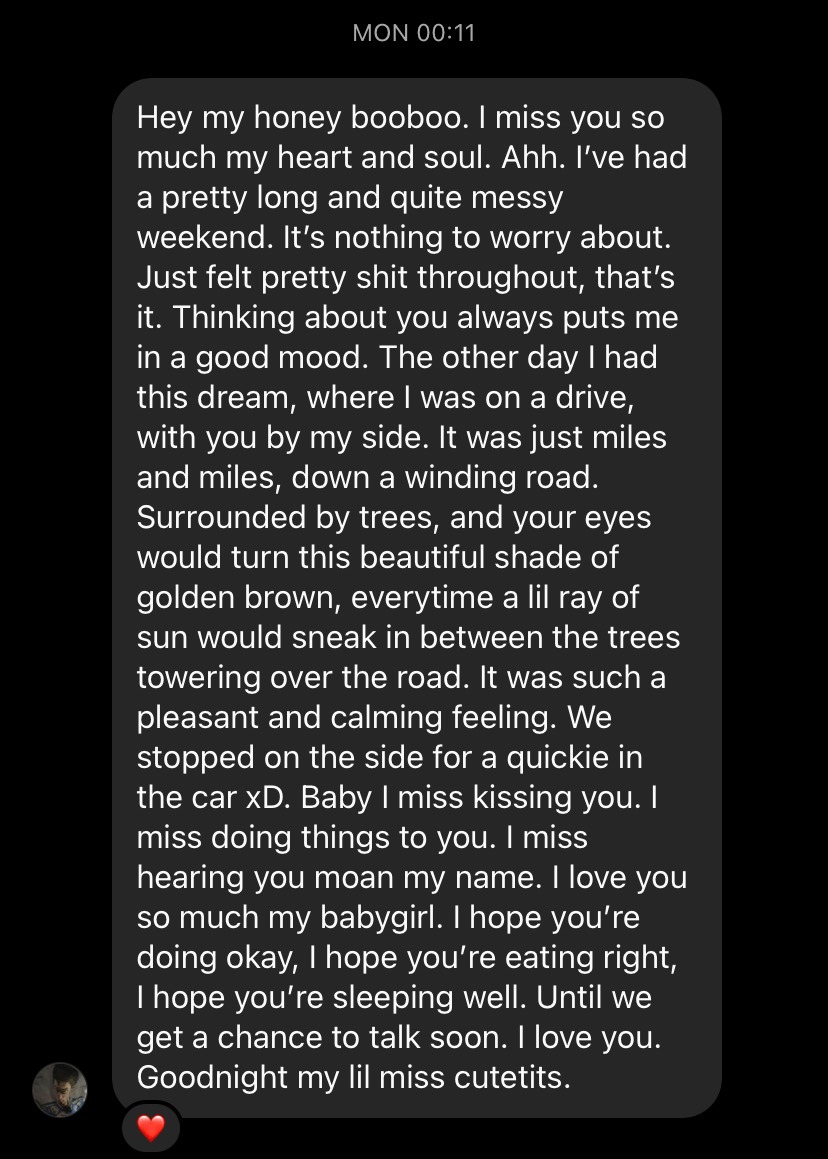 MON 00:11
Hey my honey booboo. I miss you so
much my heart and soul. Ahh. I’ve had
a pretty long and quite messy
weekend. It’s nothing to worry about.
Just felt pretty shit throughout, that’s
it. Thinking about you always puts me
in a good mood. The other day I had
this dream, where I was on a drive,
with you by my side. It was just miles
and miles, down a winding road.
Surrounded by trees, and your eyes
would turn this beautiful shade of
golden brown, everytime a lil ray of
sun would sneak in between the trees
towering over the road. It was such a
pleasant and calming feeling. We
stopped on the side for a quickie in
the car xD. Baby I miss kissing you. I
miss doing things to you. I miss
hearing you moan my name. I love you
so much my babygirl. I hope you’re
doing okay, I hope you’re eating right,
I hope you’re sleeping well. Until we
get a chance to talk soon. I love you.
Goodnight my lil miss cutetits.